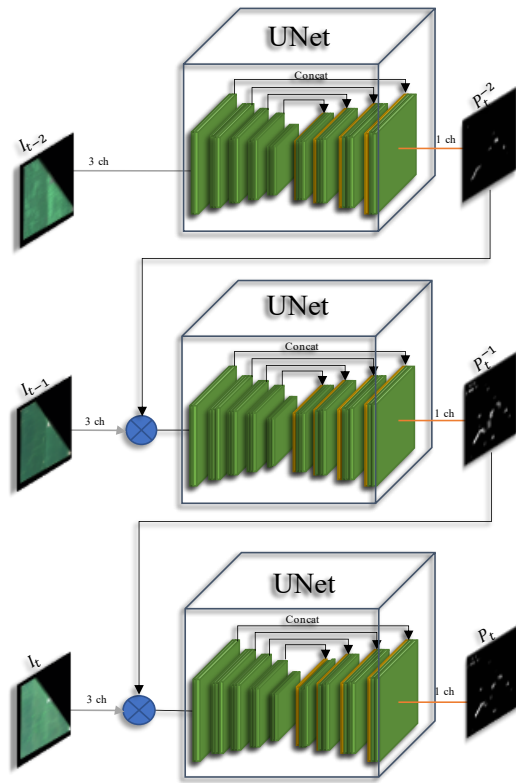 UNet
Concat
I_{t-2}
3 ch
1 ch
P_t^{-2}
UNet
Concat
I_{t-1}
3 ch
1 ch
P_t^{-1}
UNet
Concat
I_t
3 ch
1 ch
P_t